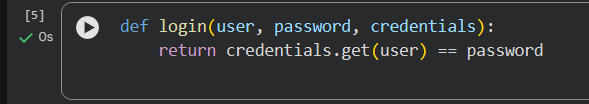 [5]
0s
def login(user, password, credentials):
    return credentials.get(user) == password